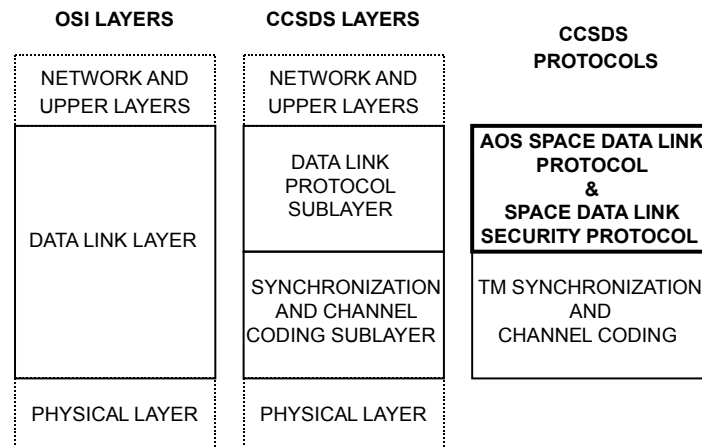 OSI LAYERS
CCSDS LAYERS
CCSDS
PROTOCOLS
NETWORK AND
UPPER LAYERS
NETWORK AND
UPPER LAYERS
DATA LINK LAYER
DATA LINK
PROTOCOL
SUBLAYER
AOS SPACE DATA LINK
PROTOCOL
&
SPACE DATA LINK
SECURITY PROTOCOL
SYNCHRONIZATION
AND CHANNEL
CODING SUBLAYER
TM SYNCHRONIZATION
AND
CHANNEL CODING
PHYSICAL LAYER
PHYSICAL LAYER